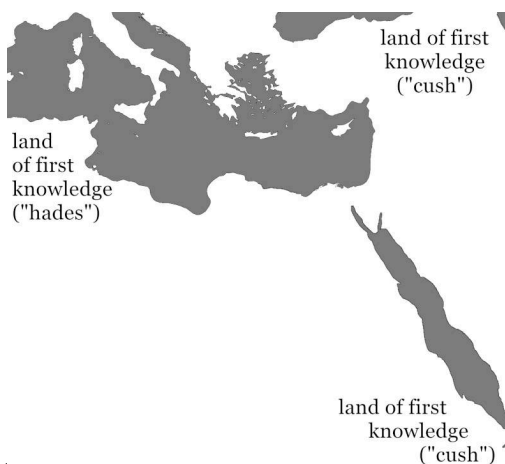 land of first
knowledge
("cush")
land
of first
knowledge
("hades")
land of first
knowledge
("cush")